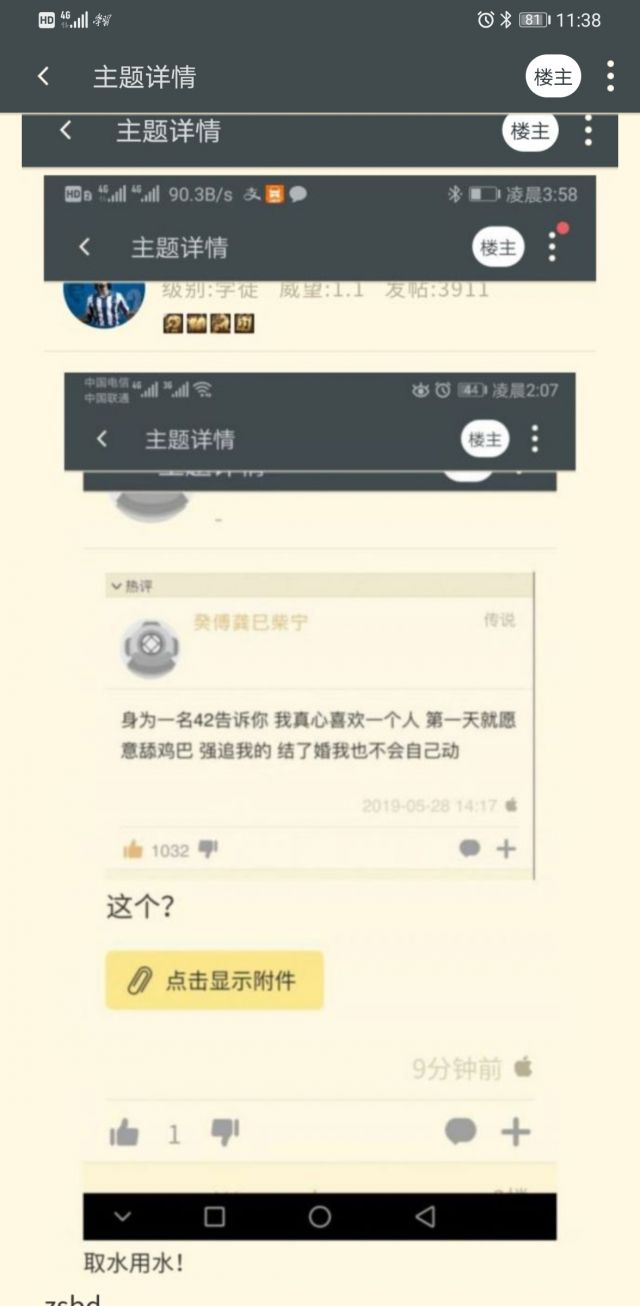 HD 4G 81 11:38
主题详情 楼主
主题详情 楼主
HD 2 4G 4G 90.3B/s 支 凌晨3:58
主题详情 楼主
级别:学徒 威望:1.1 发帖:3911
中国电信 4G 3G 44 凌晨2:07
中国联通
主题详情 楼主
热评
癸傅龚已柴宁 传说
身为一名42告诉你 我真心喜欢一个人 第一天就愿
意舔鸡巴 强追我的 结了婚我也不会自己动
2019-05-28 14:17
1032
这个?
点击显示附件
9分钟前
1
取水用水!
zsbd